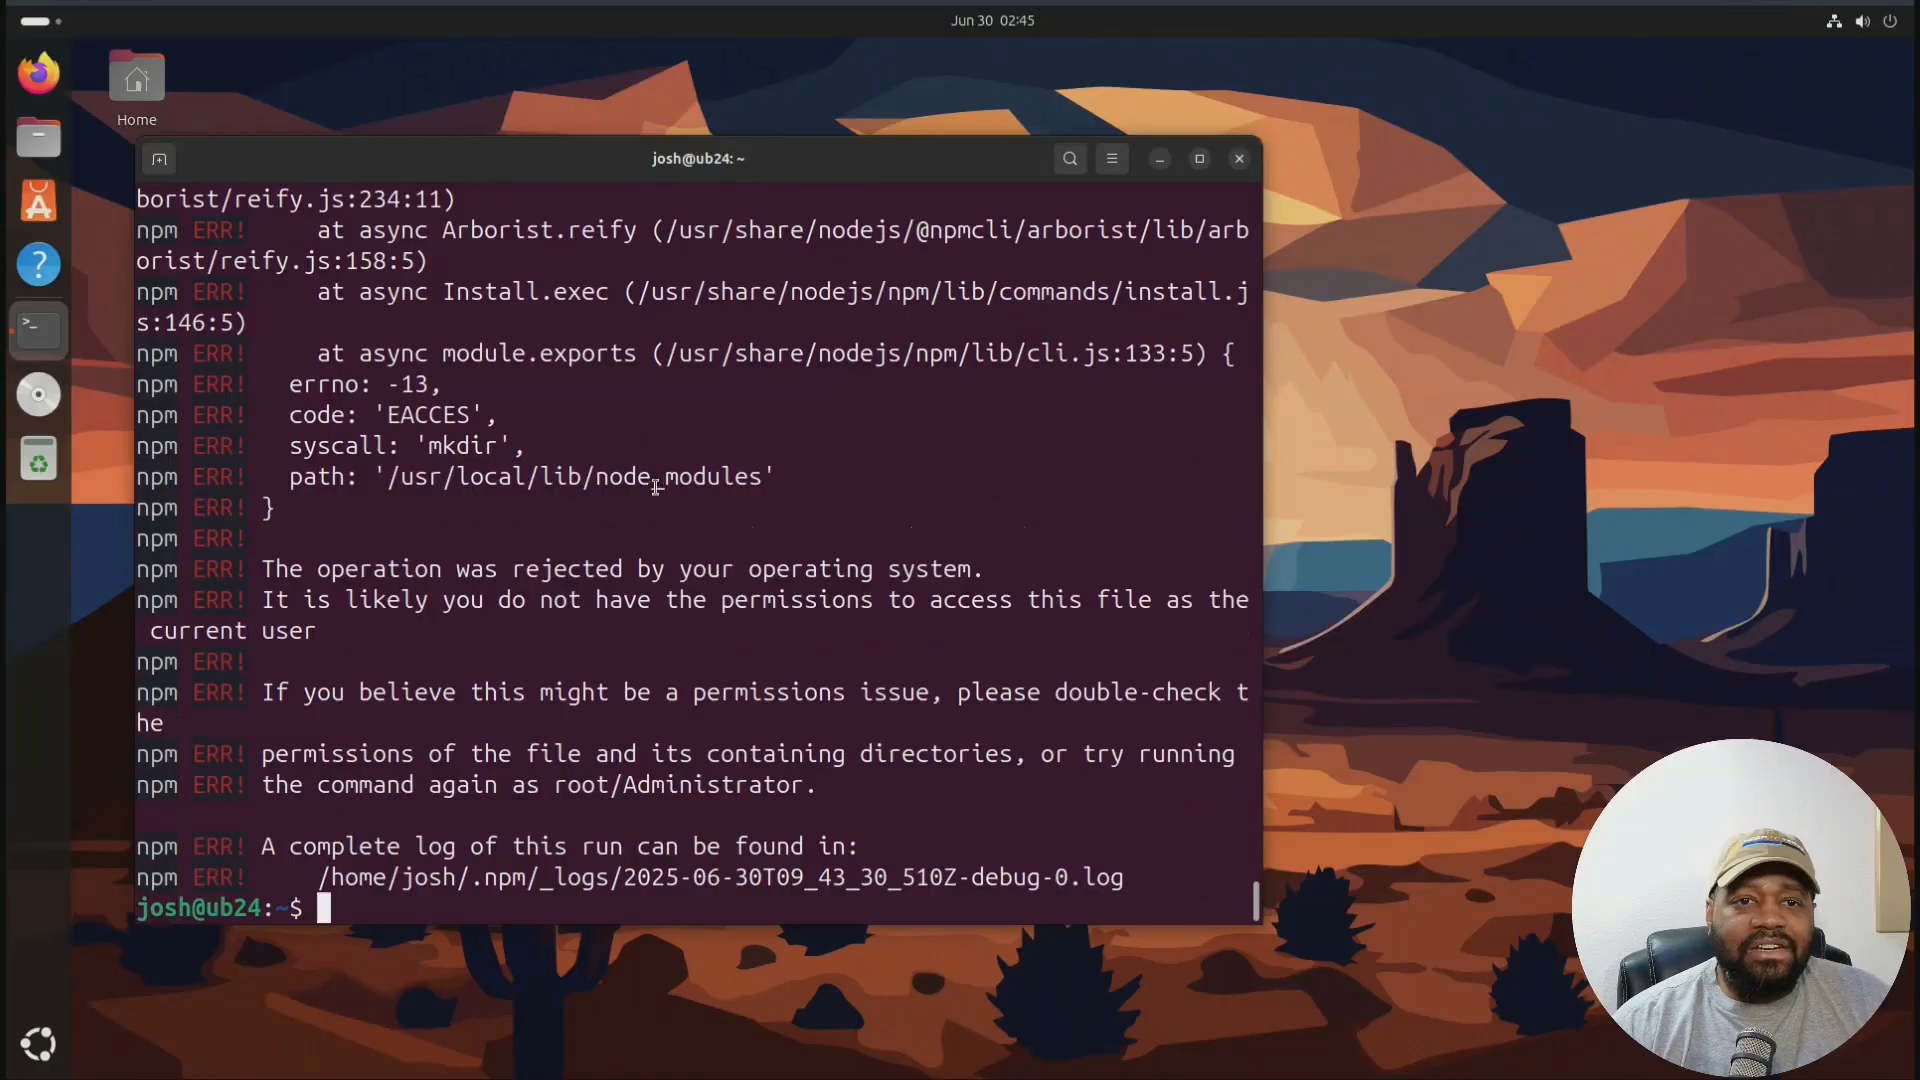 Jun 30 02:45
Home
josh@ub24: ~
borist/reify.js:234:11)
npm ERR!     at async Arborist.reify (/usr/share/nodejs/@npmcli/arborist/lib/arb
orist/reify.js:158:5)
npm ERR!     at async Install.exec (/usr/share/nodejs/npm/lib/commands/install.j
s:146:5)
npm ERR!     at async module.exports (/usr/share/nodejs/npm/lib/cli.js:133:5) {
npm ERR!   errno: -13,
npm ERR!   code: 'EACCES',
npm ERR!   syscall: 'mkdir',
npm ERR!   path: '/usr/local/lib/node_modules'
npm ERR! }
npm ERR!
npm ERR! The operation was rejected by your operating system.
npm ERR! It is likely you do not have the permissions to access this file as the
 current user
npm ERR!
npm ERR! If you believe this might be a permissions issue, please double-check t
he
npm ERR! permissions of the file and its containing directories, or try running
npm ERR! the command again as root/Administrator.
npm ERR! A complete log of this run can be found in:
npm ERR!     /home/josh/.npm/_logs/2025-06-30T09_43_30_510Z-debug-0.log
josh@ub24:~$